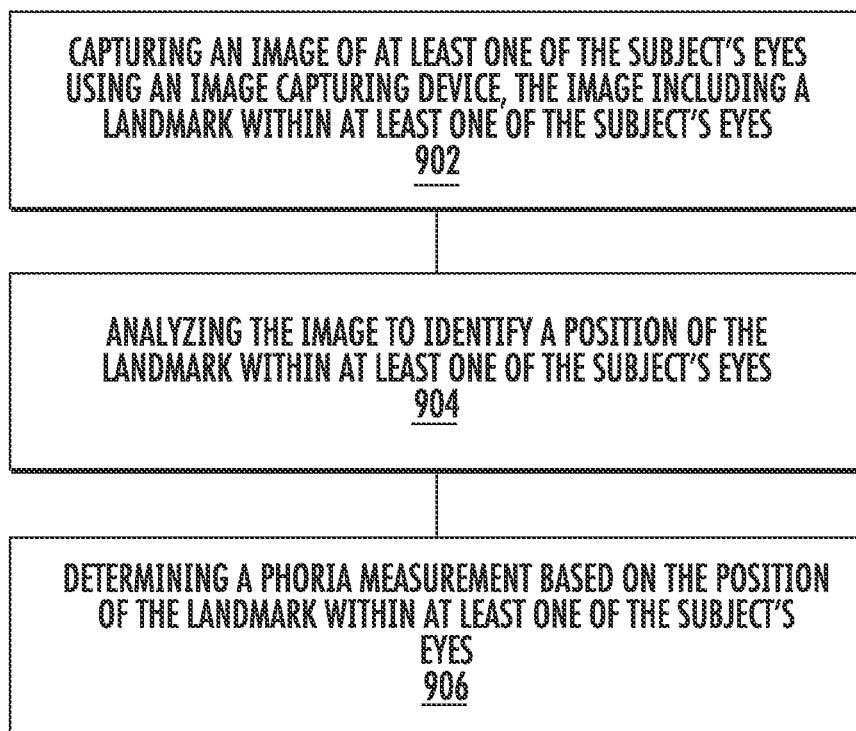 CAPTURING AN IMAGE OF AT LEAST ONE OF THE SUBJECT'S EYES
USING AN IMAGE CAPTURING DEVICE, THE IMAGE INCLUDING A
LANDMARK WITHIN AT LEAST ONE OF THE SUBJECT'S EYES
902
ANALYZING THE IMAGE TO IDENTIFY A POSITION OF THE
LANDMARK WITHIN AT LEAST ONE OF THE SUBJECT'S EYES
904
DETERMINING A PHORIA MEASUREMENT BASED ON THE POSITION
OF THE LANDMARK WITHIN AT LEAST ONE OF THE SUBJECT'S
EYES
906